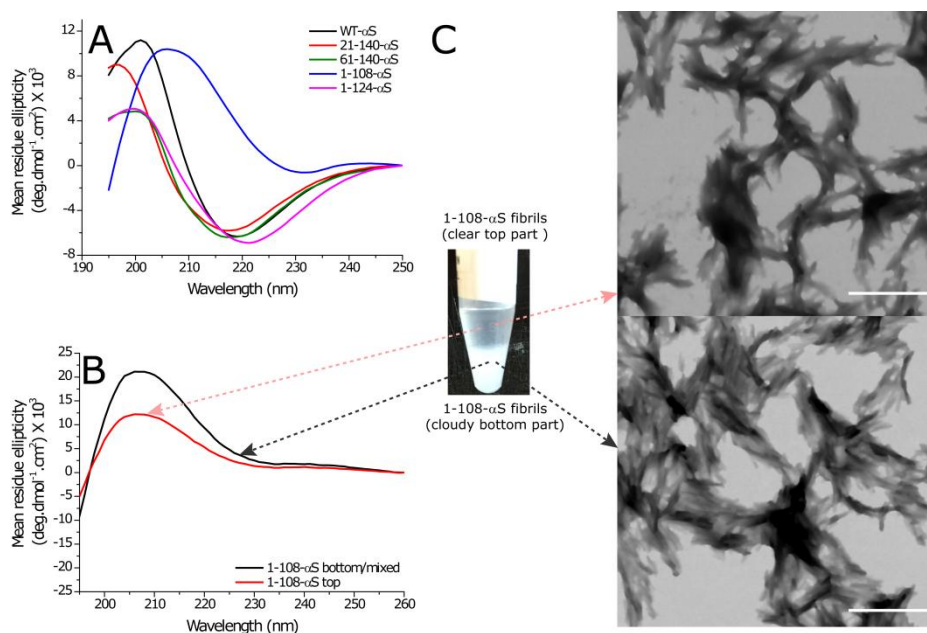 A
WT-αS
21-140-αS
61-140-αS
1-108-αS
1-124-αS
Mean residue ellipticity
(deg.dmol⁻¹.cm²) X 10³
12
8
4
0
-4
-8
190 200 210 220 230 240 250
Wavelength (nm)
B
Mean residue ellipticity
(deg.dmol⁻¹.cm²) X 10³
25
20
15
10
5
0
-5
-10
-15
-20
-25
1-108-αS bottom/mixed
1-108-αS top
200 210 220 230 240 250 260
Wavelength (nm)
C
1-108-αS fibrils
(clear top part )
1-108-αS fibrils
(cloudy bottom part)